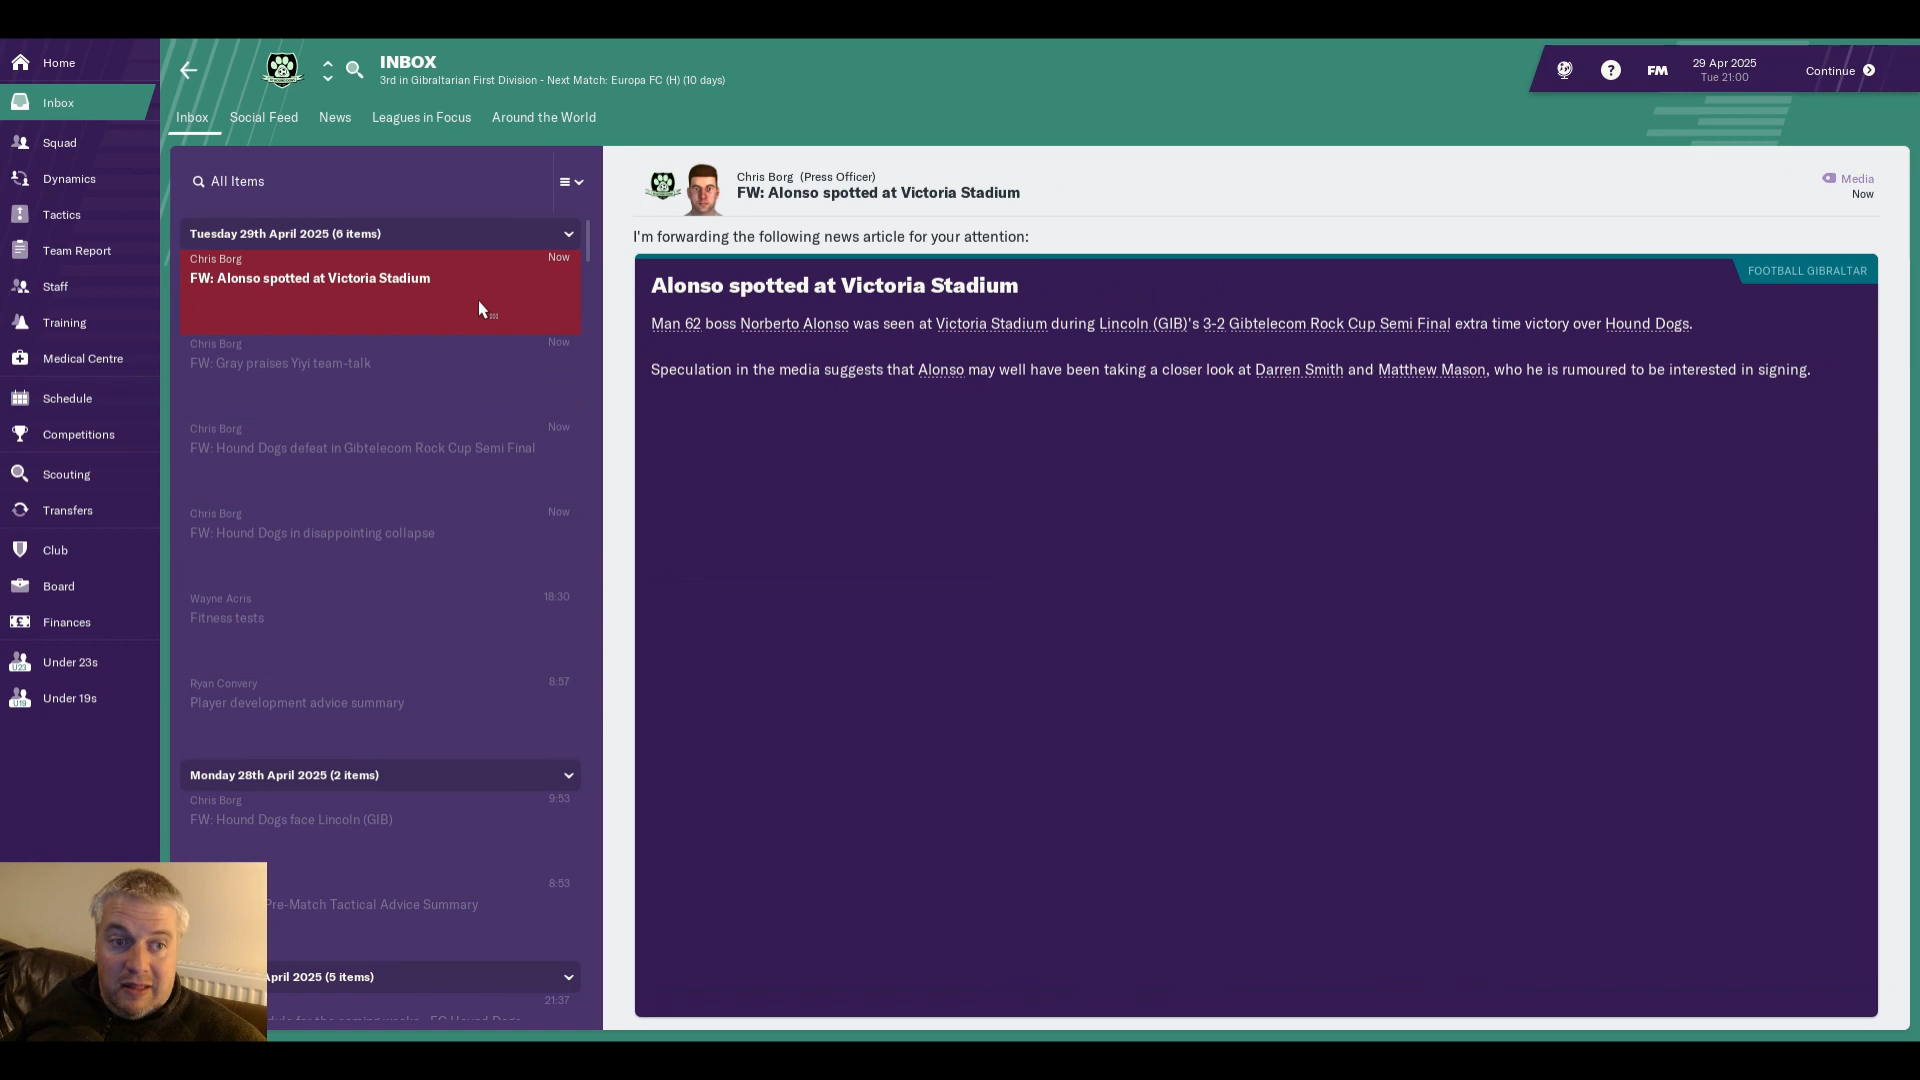 Home
Inbox
Squad
Dynamics
Tactics
Team Report
Staff
Training
Medical Centre
Schedule
Competitions
Scouting
Transfers
Club
Board
Finances
U23
Under 23s
U19
Under 19s
INBOX
3rd in Gibraltarian First Division - Next Match: Europa FC (H) (10 days)
?
FM
29 Apr 2025
Tue 21:00
Continue
Inbox Social Feed News Leagues in Focus Around the World
All Items
Tuesday 29th April 2025 (6 items)
Chris Borg Now
FW: Alonso spotted at Victoria Stadium
Chris Borg Now
FW: Gray praises Yiyi team-talk
Chris Borg Now
FW: Hound Dogs defeat in Gibtelecom Rock Cup Semi Final
Chris Borg Now
FW: Hound Dogs in disappointing collapse
Wayne Acris 18:30
Fitness tests
Ryan Convery 8:57
Player development advice summary
Monday 28th April 2025 (2 items)
Chris Borg 9:53
FW: Hound Dogs face Lincoln (GIB)
8:53
Pre-Match Tactical Advice Summary
April 2025 (5 items)
21:37
Chris Borg (Press Officer)
FW: Alonso spotted at Victoria Stadium
Media
Now
I'm forwarding the following news article for your attention:
FOOTBALL GIBRALTAR
Alonso spotted at Victoria Stadium
Man 62 boss Norberto Alonso was seen at Victoria Stadium during Lincoln (GIB)'s 3-2 Gibtelecom Rock Cup Semi Final extra time victory over Hound Dogs.
Speculation in the media suggests that Alonso may well have been taking a closer look at Darren Smith and Matthew Mason, who he is rumoured to be interested in signing.